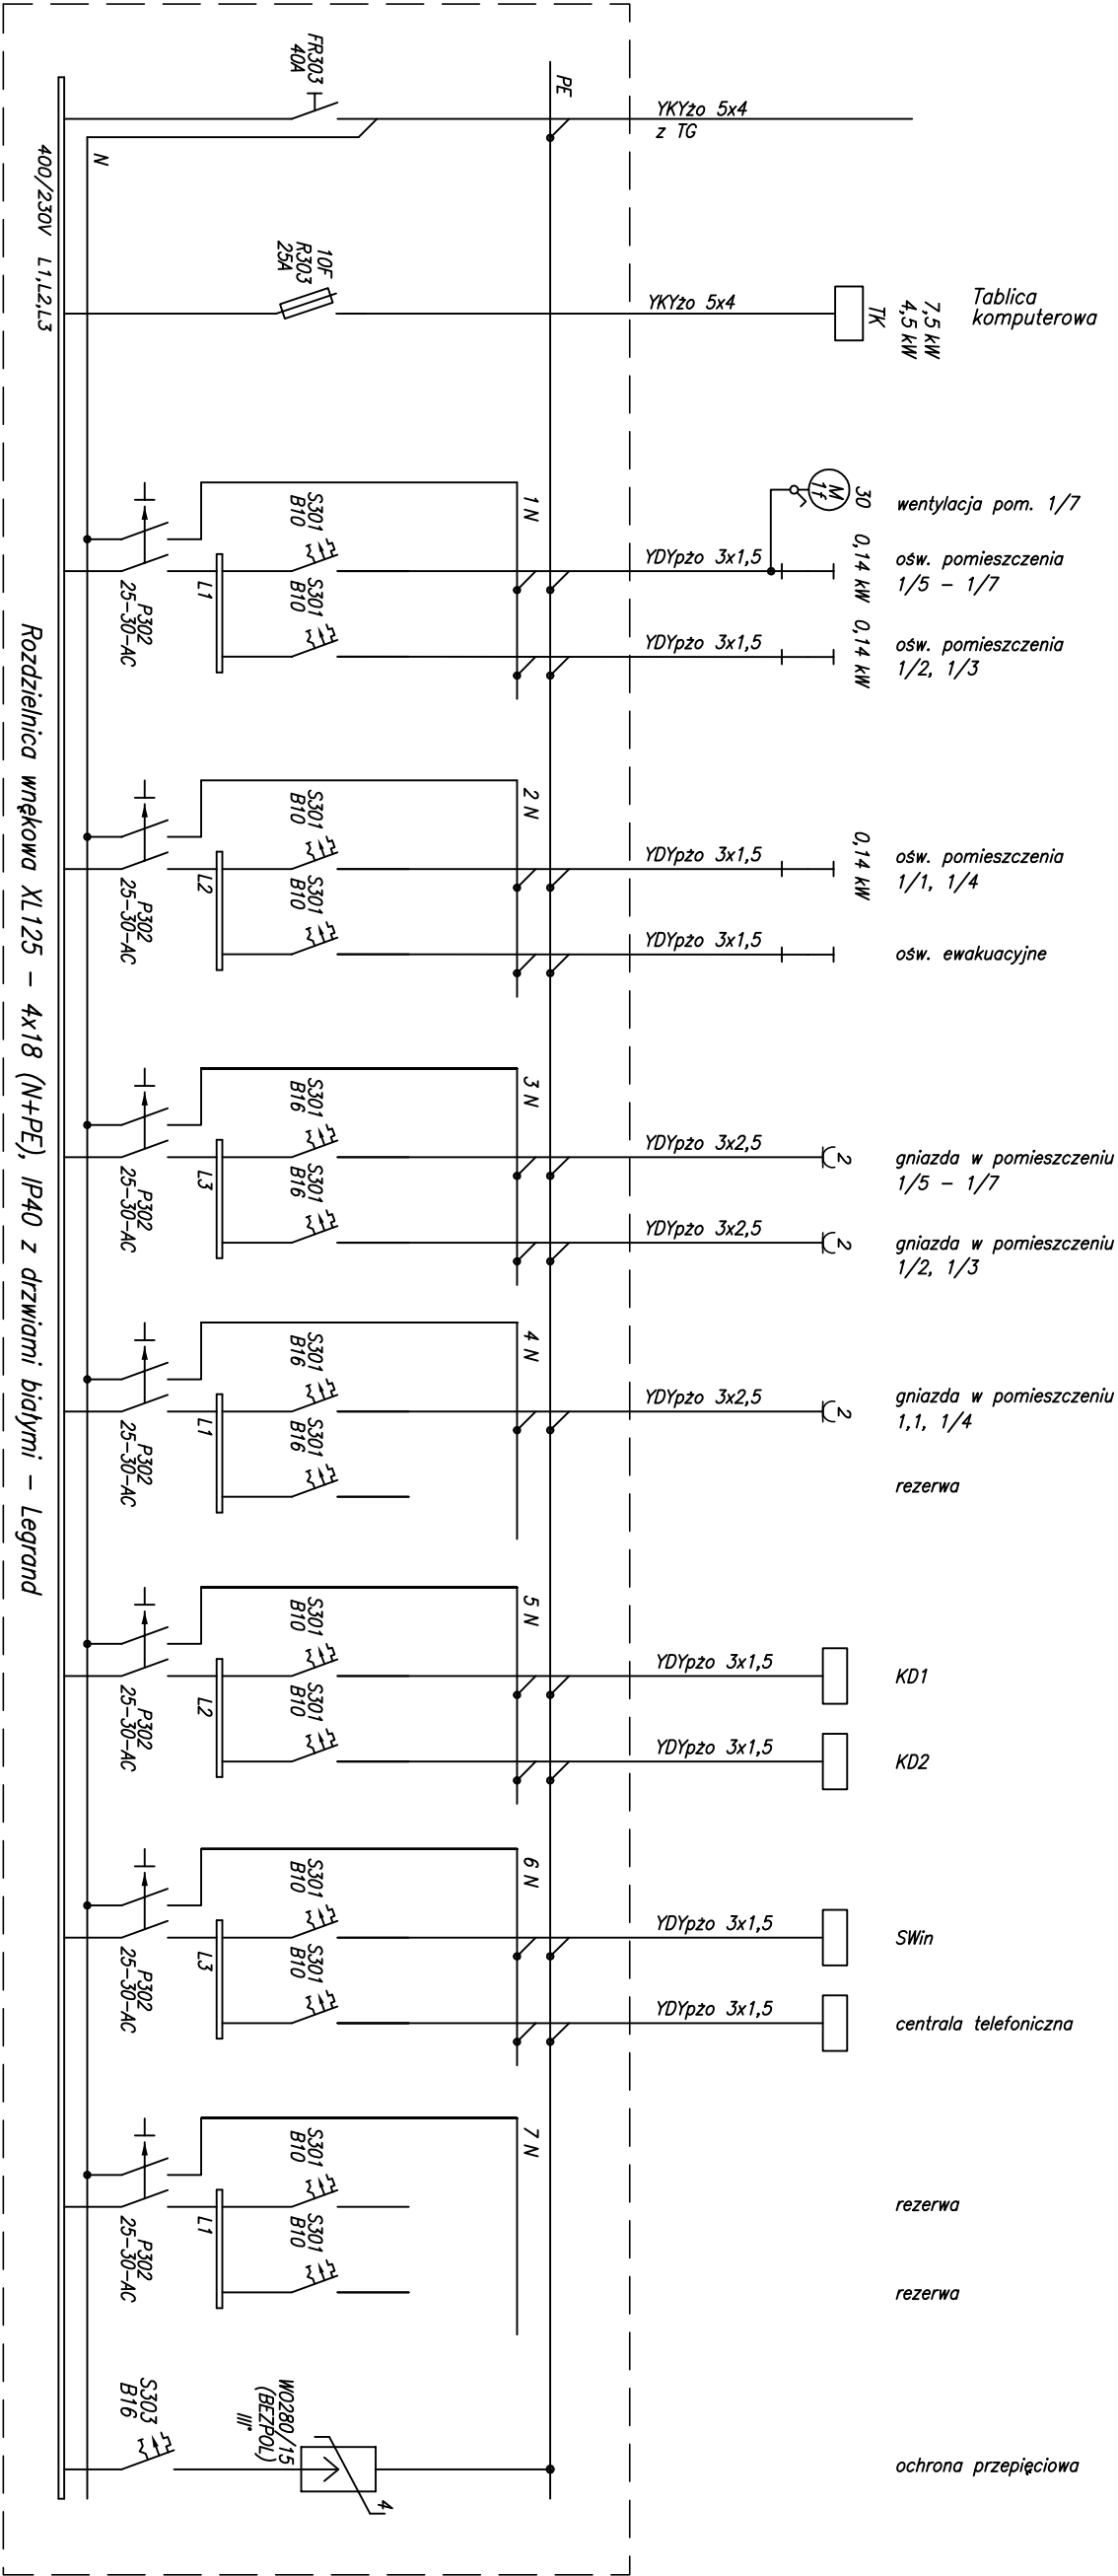 PE
FR303
40A
YKYżo 5x4
z TG
N
400/230V L1,L2,L3
10F
R303
25A
YKYżo 5x4
TK
7,5 kW
4,5 kW
Tablica
komputerowa
1 N
S301
B10
M
1f
30
wentylacja pom. 1/7
YDYpżo 3x1,5
0,14 kW
ośw. pomieszczenia
1/5 – 1/7
P302
25-30-AC
L1
S301
B10
YDYpżo 3x1,5
0,14 kW
ośw. pomieszczenia
1/2, 1/3
2 N
S301
B10
YDYpżo 3x1,5
0,14 kW
ośw. pomieszczenia
1/1, 1/4
P302
25-30-AC
L2
S301
B10
YDYpżo 3x1,5
ośw. ewakuacyjne
3 N
S301
B16
YDYpżo 3x2,5
2
gniazda w pomieszczeniu
1/5 – 1/7
P302
25-30-AC
L3
S301
B16
YDYpżo 3x2,5
2
gniazda w pomieszczeniu
1/2, 1/3
4 N
S301
B16
YDYpżo 3x2,5
2
gniazda w pomieszczeniu
1,1, 1/4
P302
25-30-AC
L1
S301
B16
rezerwa
5 N
S301
B10
YDYpżo 3x1,5
KD1
P302
25-30-AC
L2
S301
B10
YDYpżo 3x1,5
KD2
6 N
S301
B10
YDYpżo 3x1,5
SWin
P302
25-30-AC
L3
S301
B10
YDYpżo 3x1,5
centrala telefoniczna
7 N
S301
B10
rezerwa
P302
25-30-AC
L1
S301
B10
rezerwa
S303
B16
WO280/15
(BEZPOL)
III°
4
ochrona przepięciowa
Rozdzielnica wnękowa XL125 – 4x18 (N+PE), IP40 z drzwiami białymi – Legrand